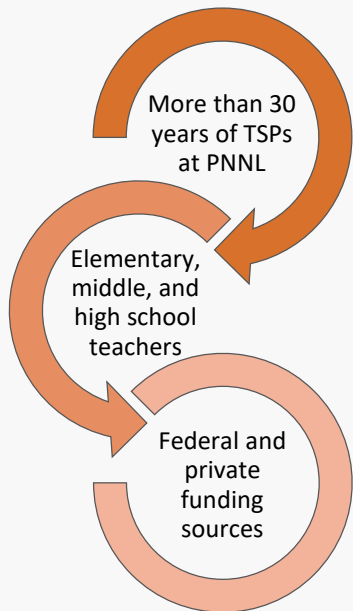 More than 30
years of TSPs
at PNNL
Elementary,
middle, and
high school
teachers
Federal and
private
funding
sources